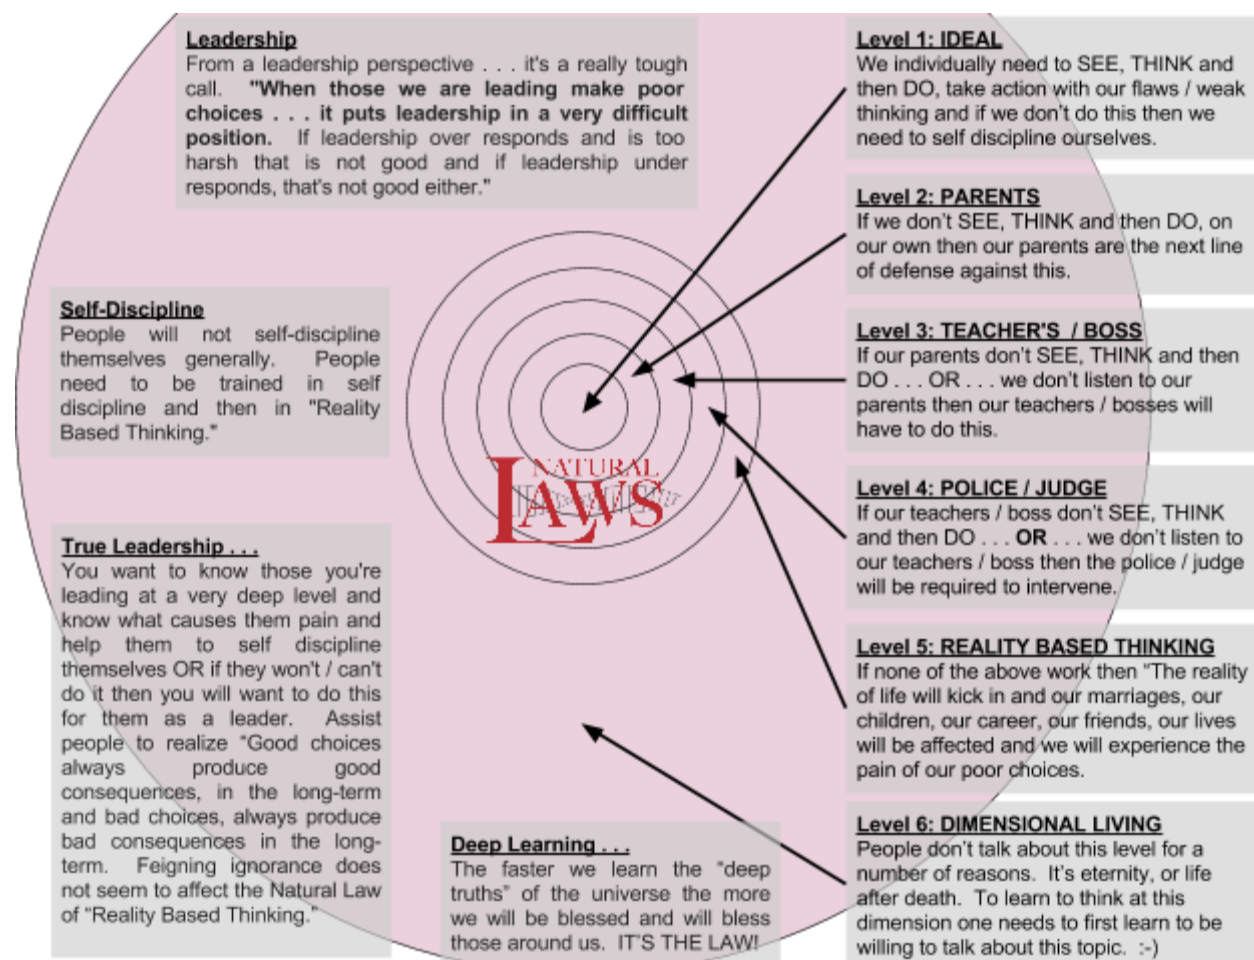 Leadership
From a leadership perspective . . . it's a really tough
call. "When those we are leading make poor
choices . . . it puts leadership in a very difficult
position. If leadership over responds and is too
harsh that is not good and if leadership under
responds, that's not good either."
Self-Discipline
People will not self-discipline
themselves generally. People
need to be trained in self
discipline and then in "Reality
Based Thinking."
True Leadership . . .
You want to know those you're
leading at a very deep level and
know what causes them pain and
help them to self discipline
themselves OR if they won't / can't
do it then you will want to do this
for them as a leader. Assist
people to realize “Good choices
always produce good
consequences, in the long-term
and bad choices, always produce
bad consequences in the long-
term. Feigning ignorance does
not seem to affect the Natural Law
of “Reality Based Thinking.”
NATURAL
LAWS
Deep Learning . . .
The faster we learn the “deep
truths” of the universe the more
we will be blessed and will bless
those around us. IT'S THE LAW!
Level 1: IDEAL
We individually need to SEE, THINK and
then DO, take action with our flaws / weak
thinking and if we don’t do this then we
need to self discipline ourselves.
Level 2: PARENTS
If we don’t SEE, THINK and then DO, on
our own then our parents are the next line
of defense against this.
Level 3: TEACHER'S / BOSS
If our parents don’t SEE, THINK and then
DO . . . OR . . . we don’t listen to our
parents then our teachers / bosses will
have to do this.
Level 4: POLICE / JUDGE
If our teachers / boss don’t SEE, THINK
and then DO . . . OR . . . we don’t listen to
our teachers / boss then the police / judge
will be required to intervene.
Level 5: REALITY BASED THINKING
If none of the above work then “The reality
of life will kick in and our marriages, our
children, our career, our friends, our lives
will be affected and we will experience the
pain of our poor choices.
Level 6: DIMENSIONAL LIVING
People don’t talk about this level for a
number of reasons. It’s eternity, or life
after death. To learn to think at this
dimension one needs to first learn to be
willing to talk about this topic. :-)